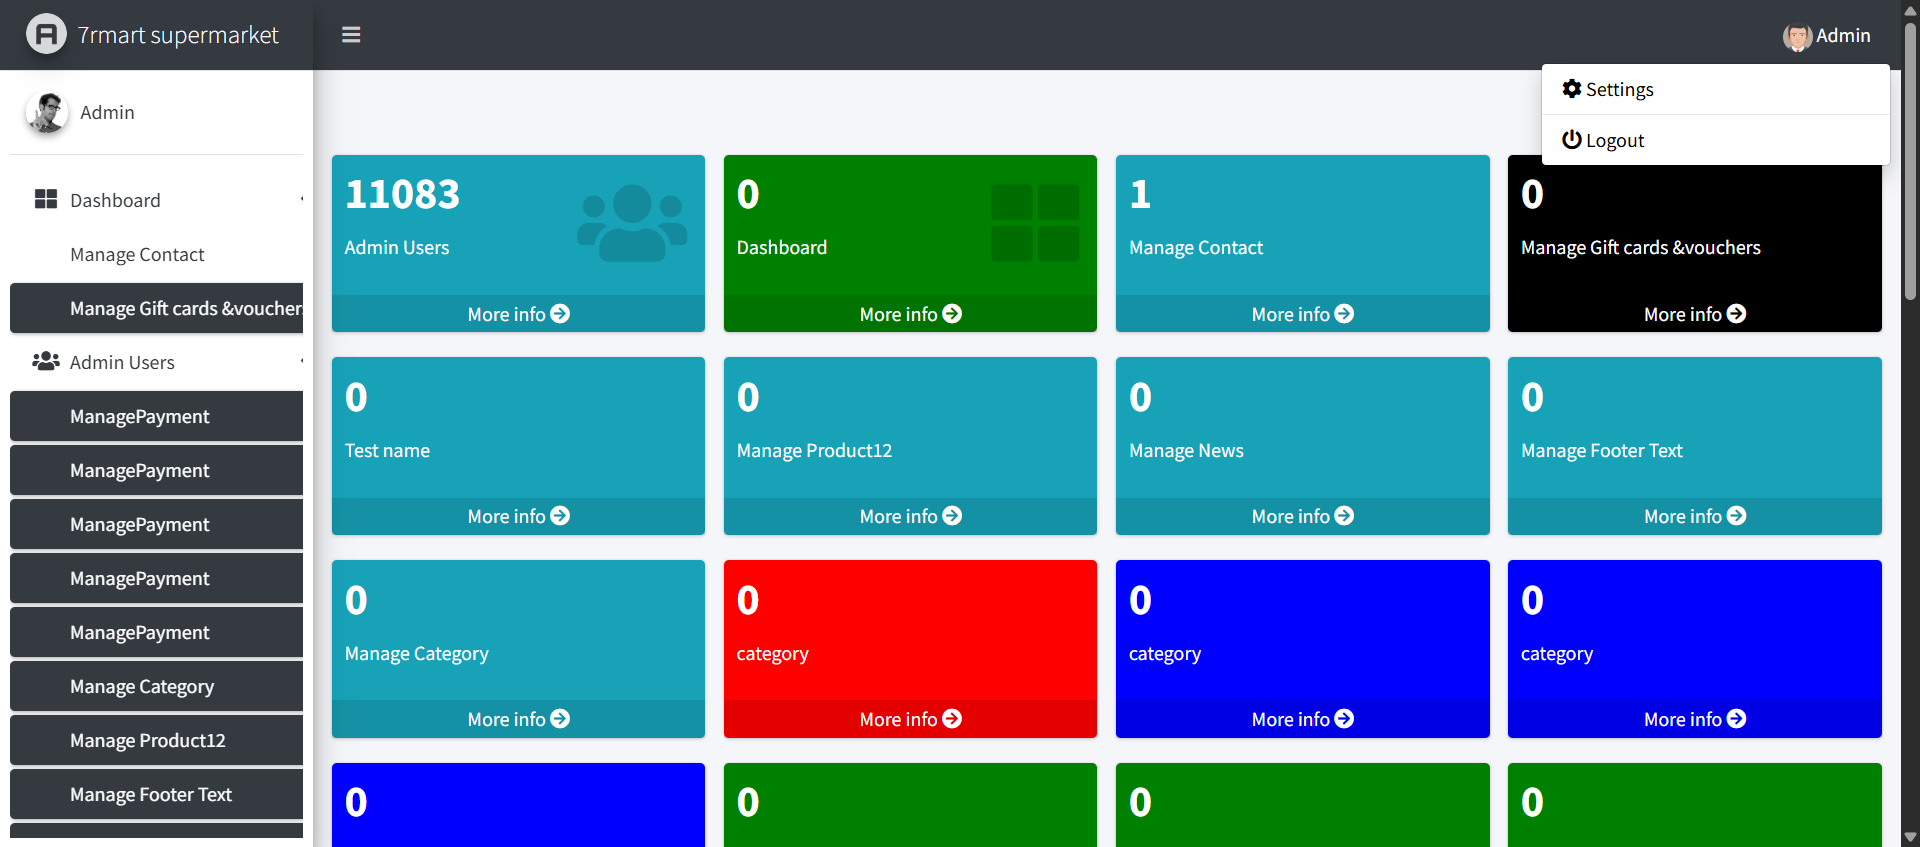 7rmart supermarket
Admin
Settings
Logout
Admin
Dashboard
Manage Contact
Manage Gift cards &voucher
Admin Users
ManagePayment
ManagePayment
ManagePayment
ManagePayment
ManagePayment
Manage Category
Manage Product12
Manage Footer Text
11083
Admin Users
More info
0
Dashboard
More info
1
Manage Contact
More info
0
Manage Gift cards &vouchers
More info
0
Test name
More info
0
Manage Product12
More info
0
Manage News
More info
0
Manage Footer Text
More info
0
Manage Category
More info
0
category
More info
0
category
More info
0
category
More info
0
0
0
0